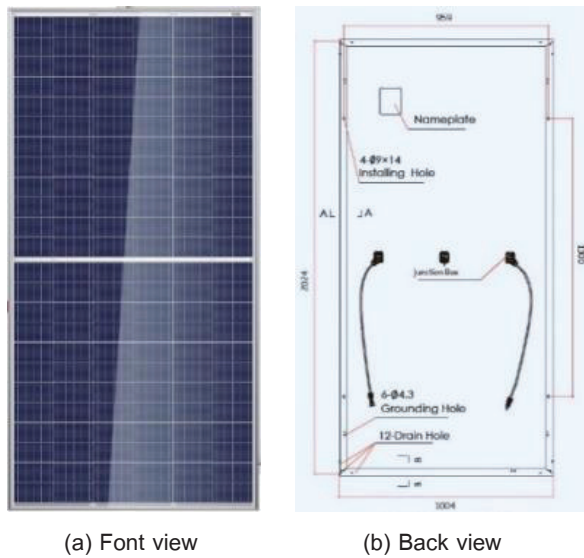 959
Nameplate
4-Ø9×14
Installing Hole
A
A
2024
1300
Junction Box
6-Ø4.3
Grounding Hole
12-Drain Hole
B
B
1004
(a) Font view
(b) Back view